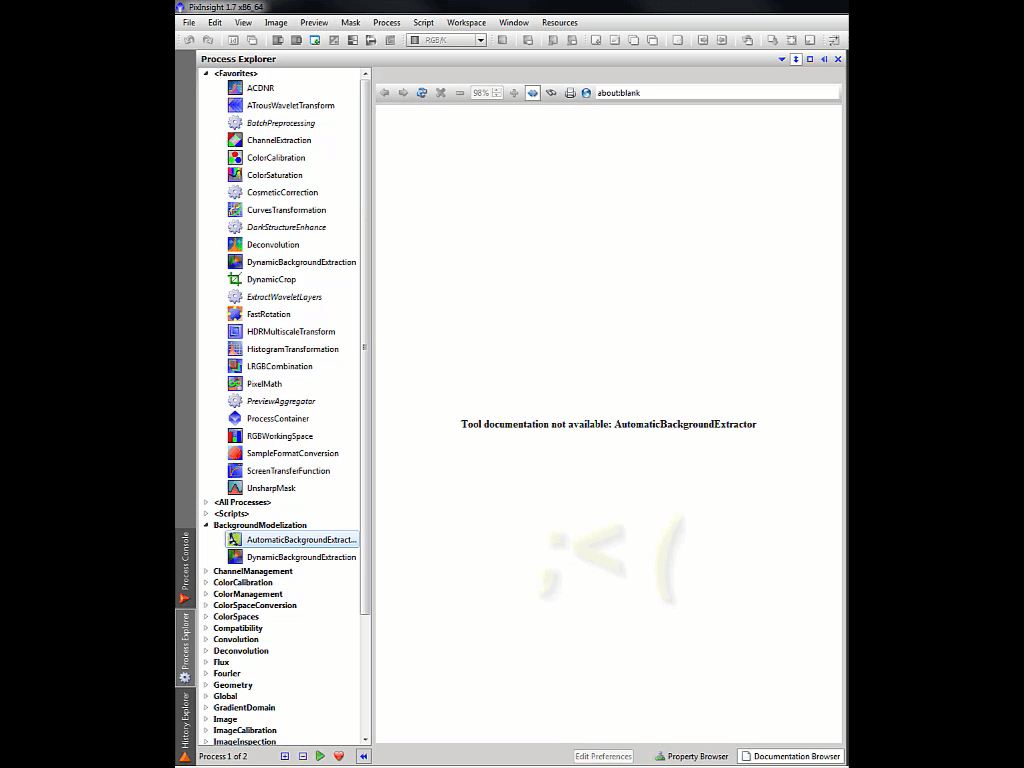 PixInsight 1.7 x86_64
File Edit View Image Preview Mask Process Script Workspace Window Resources
RGB/K
Process Explorer
<Favorites>
ACDNR
98%
about:blank
ATrousWaveletTransform
BatchPreprocessing
ChannelExtraction
ColorCalibration
ColorSaturation
CosmeticCorrection
CurvesTransformation
DarkStructureEnhance
Deconvolution
DynamicBackgroundExtraction
DynamicCrop
ExtractWaveletLayers
FastRotation
HDRMultiscaleTransform
HistogramTransformation
LRGBCombination
PixelMath
PreviewAggregator
ProcessContainer
RGBWorkingSpace
SampleFormatConversion
ScreenTransferFunction
UnsharpMask
<All Processes>
<Scripts>
BackgroundModelization
AutomaticBackgroundExtract...
DynamicBackgroundExtraction
ChannelManagement
ColorCalibration
ColorManagement
ColorSpaceConversion
ColorSpaces
Compatibility
Convolution
Deconvolution
Flux
Fourier
Geometry
Global
GradientDomain
Image
ImageCalibration
ImageInspection
Process 1 of 2
Tool documentation not available: AutomaticBackgroundExtractor
;<(
Process Console
Process Explorer
History Explorer
Edit Preferences Property Browser Documentation Browser